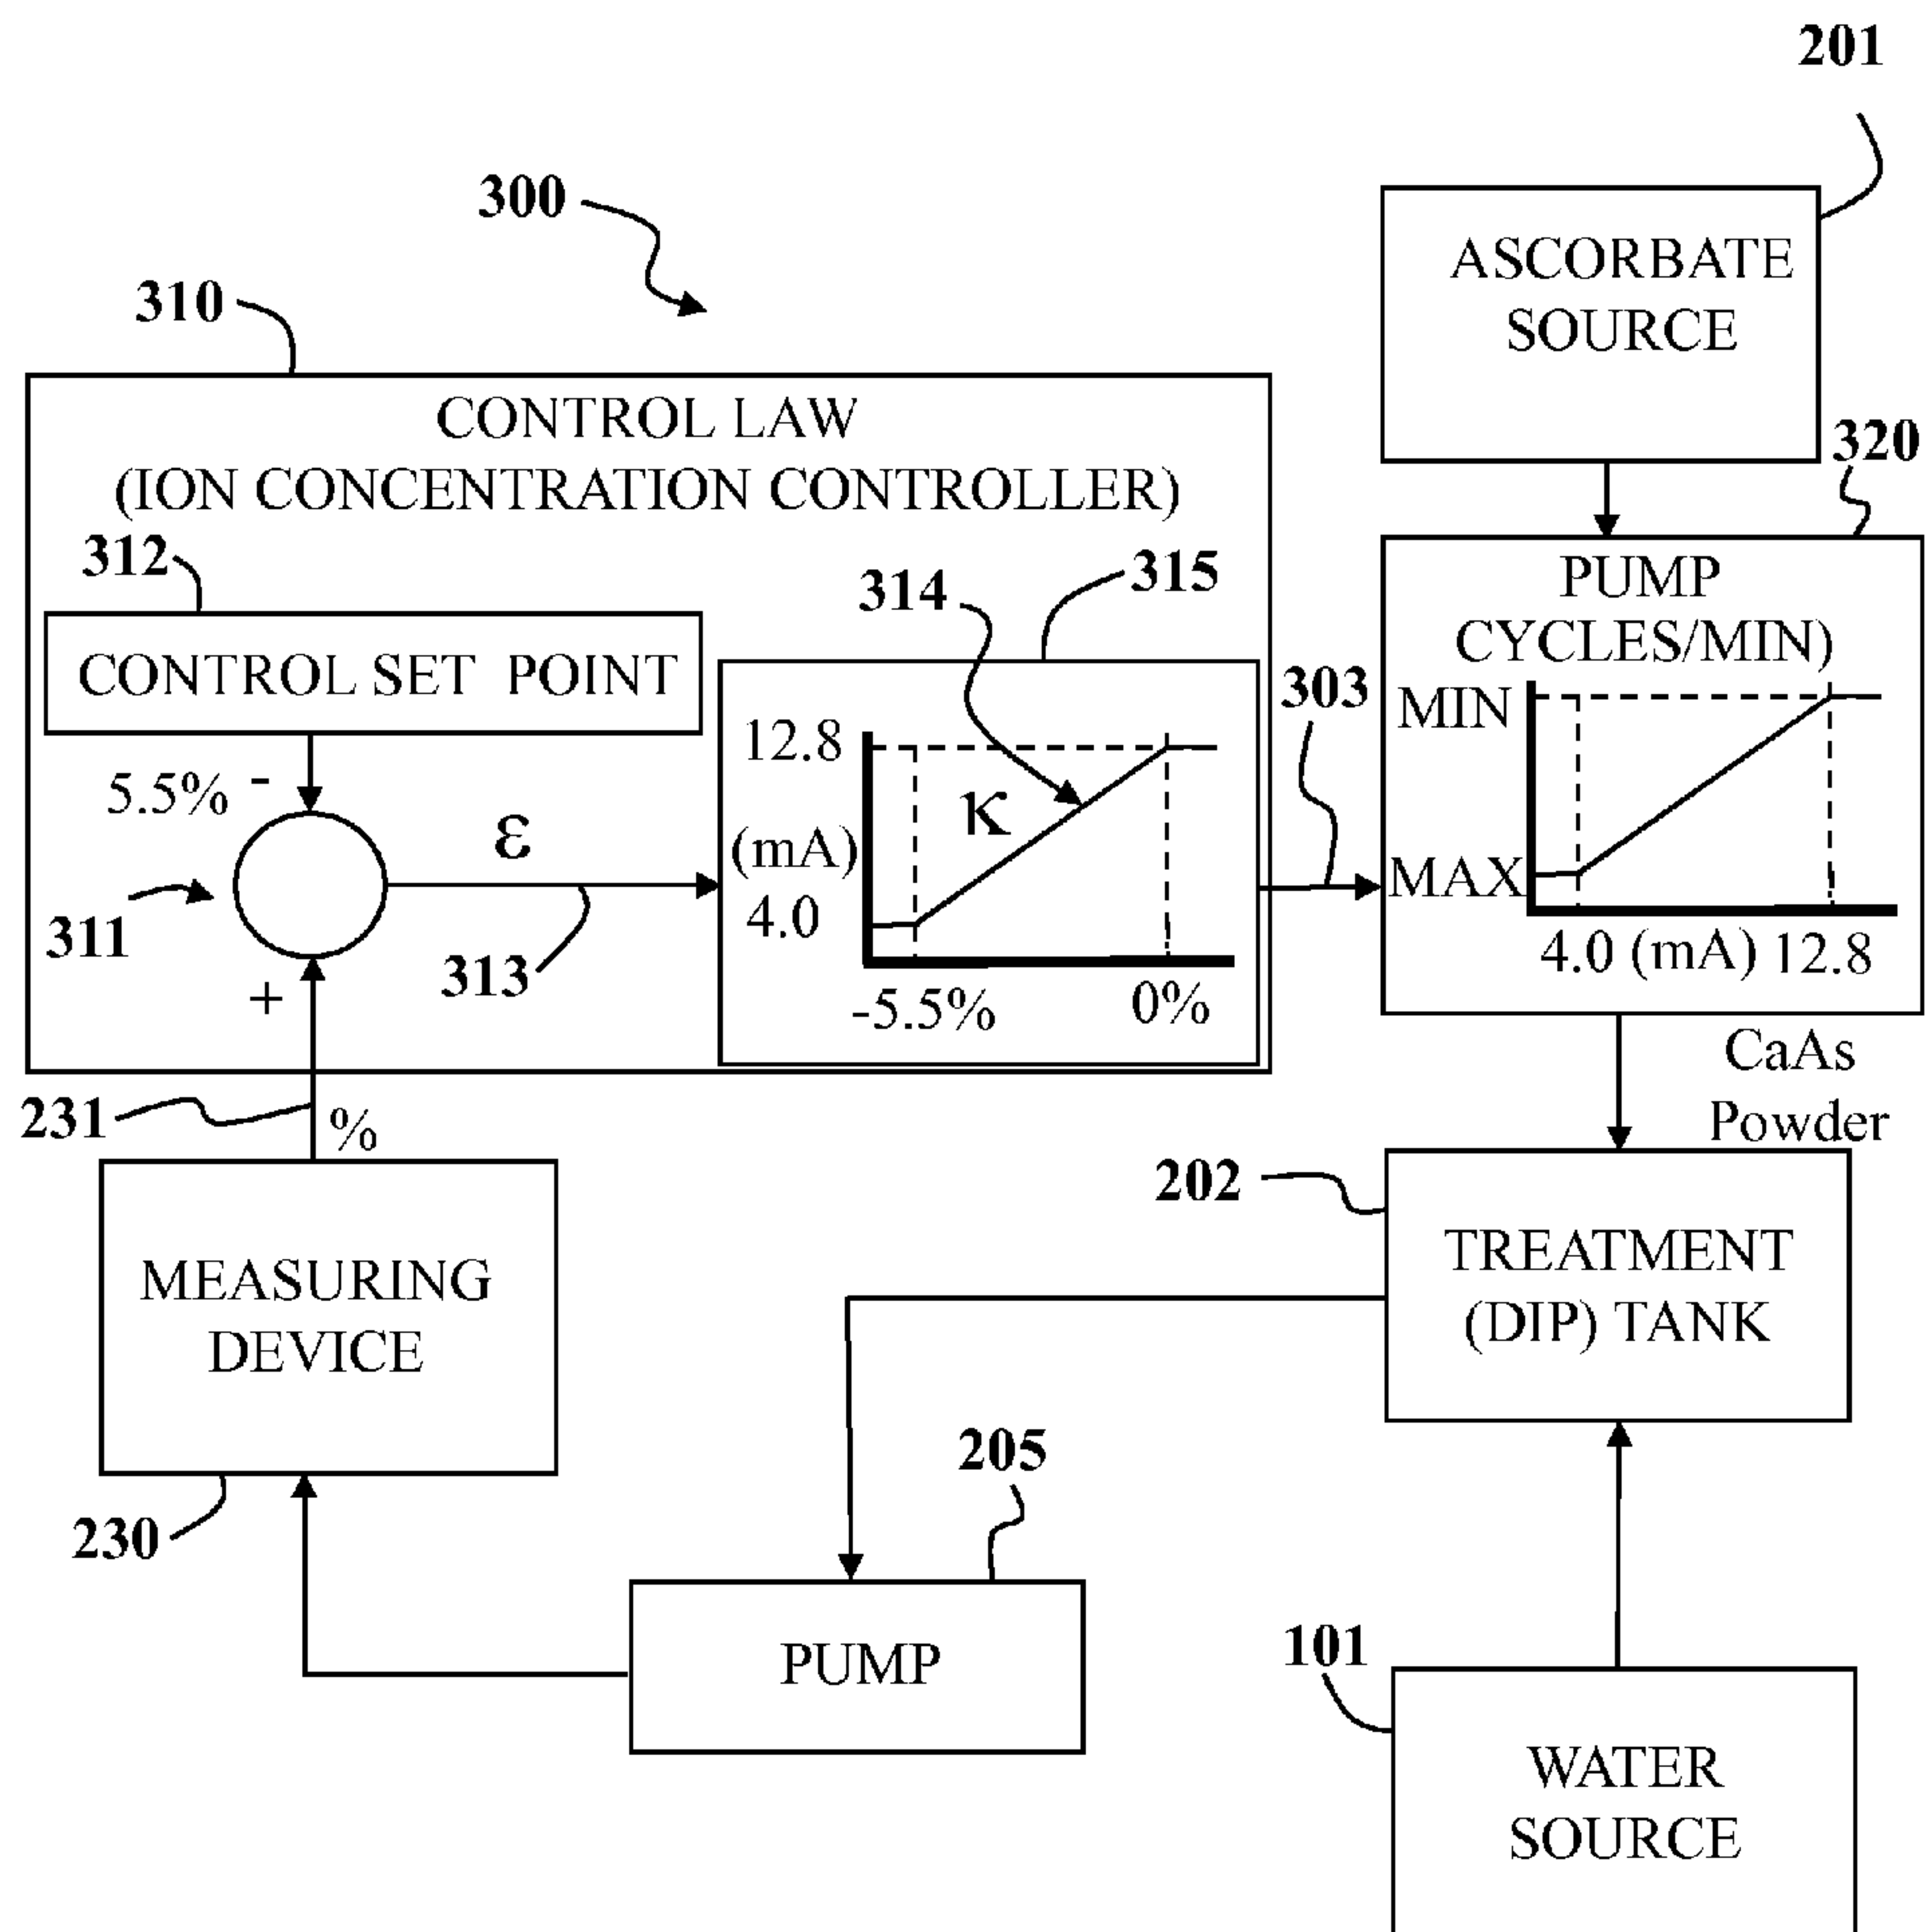 201
300
ASCORBATE
SOURCE
310
CONTROL LAW
(ION CONCENTRATION CONTROLLER)
320
312
314
315
PUMP
CYCLES/MIN)
CONTROL SET POINT
303
MIN
12.8
5.5% -
ε
K
(mA)
MAX
4.0
311
313
4.0 (mA) 12.8
+
-5.5%
0%
CaAs
Powder
231
%
202
MEASURING
DEVICE
TREATMENT
(DIP) TANK
205
230
PUMP
101
WATER
SOURCE